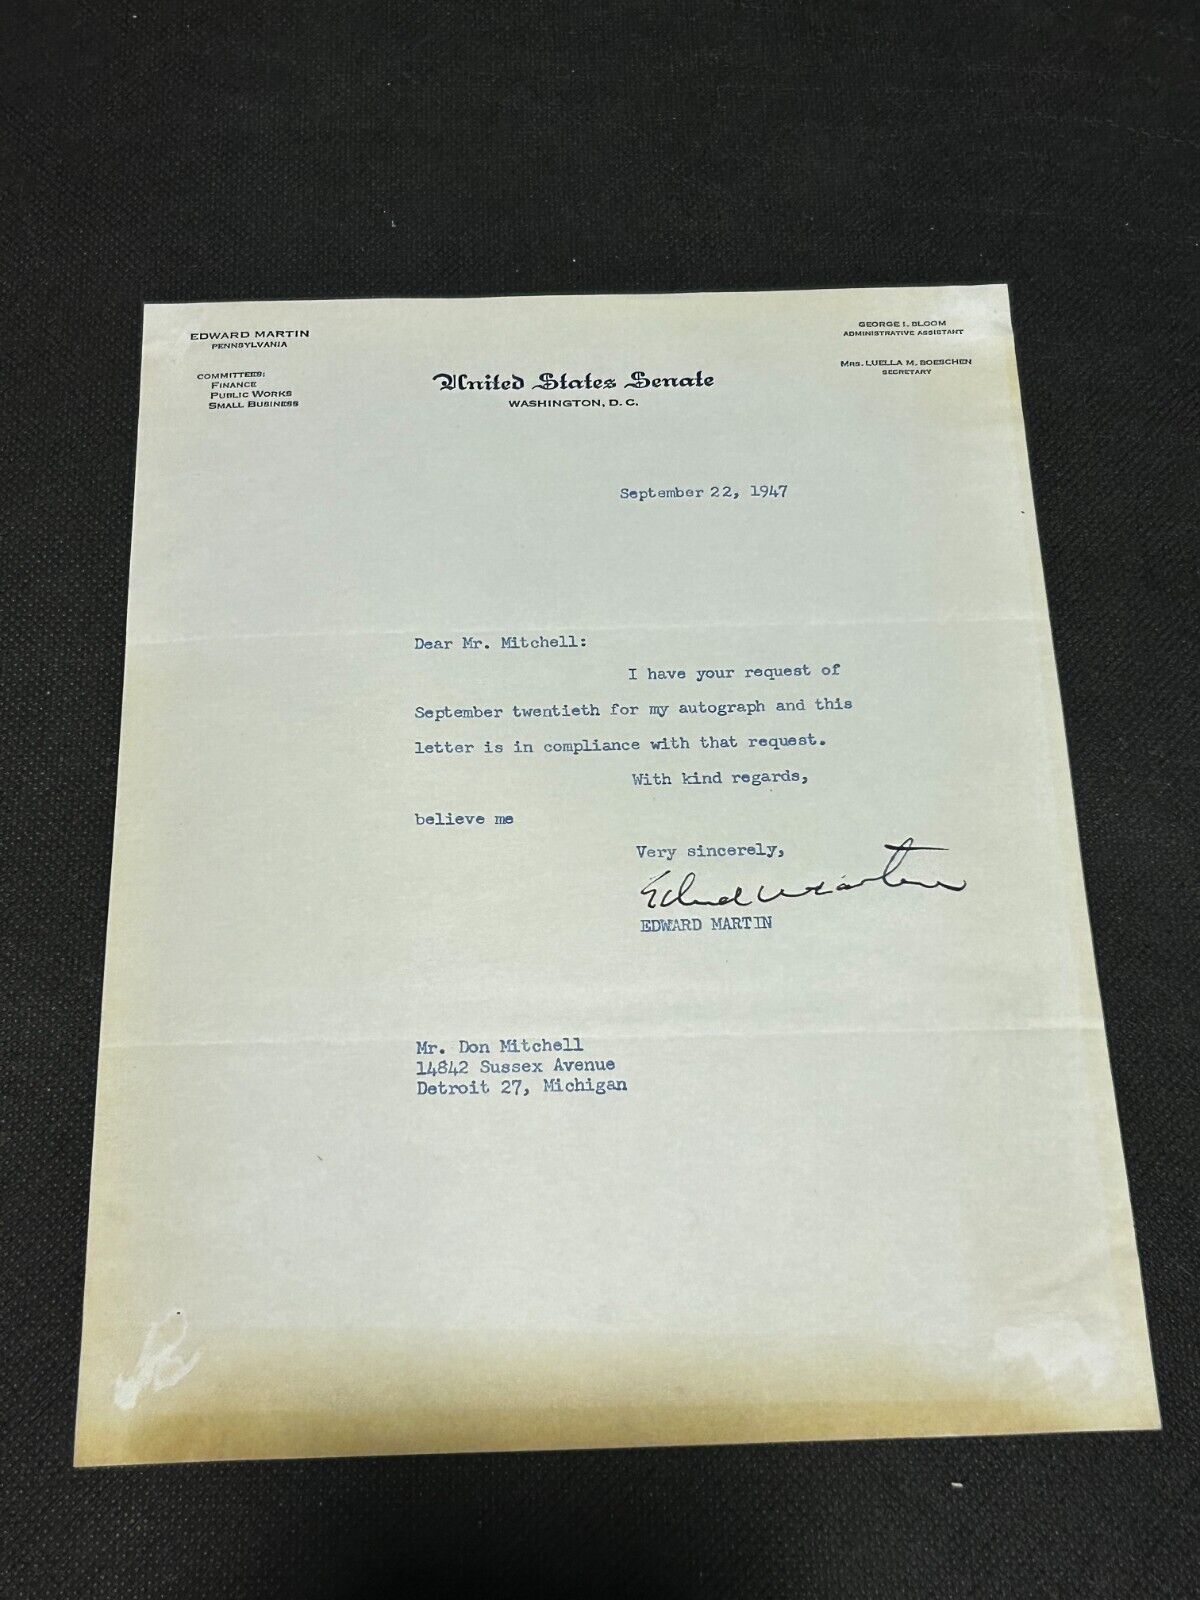 EDWARD MARTIN
PENNSYLVANIA
COMMITTEES:
FINANCE
PUBLIC WORKS
SMALL BUSINESS
United States Senate
WASHINGTON, D. C.
GEORGE I. BLOOM
ADMINISTRATIVE ASSISTANT
MRS. LUELLA M. BOESCHEN
SECRETARY
September 22, 1947
Dear Mr. Mitchell:
I have your request of
September twentieth for my autograph and this
letter is in compliance with that request.
With kind regards,
believe me
Very sincerely,
Edward Martin
EDWARD MARTIN
Mr. Don Mitchell
14842 Sussex Avenue
Detroit 27, Michigan